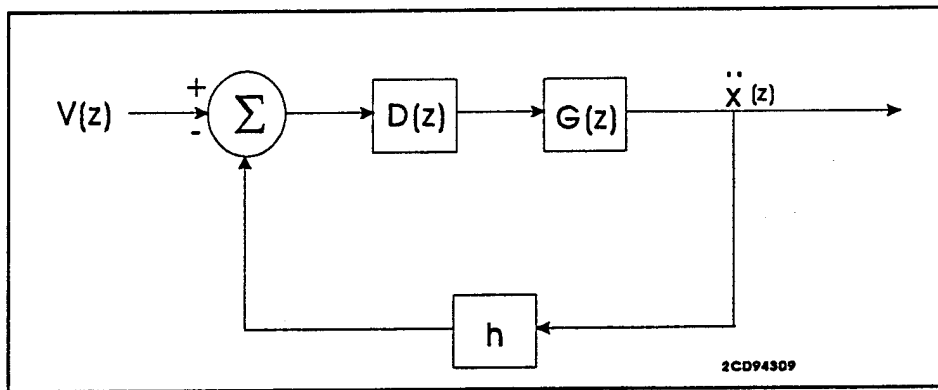 V(z)
+
-
Σ
D(z)
G(z)
ẍ(z)
h
2CD94309